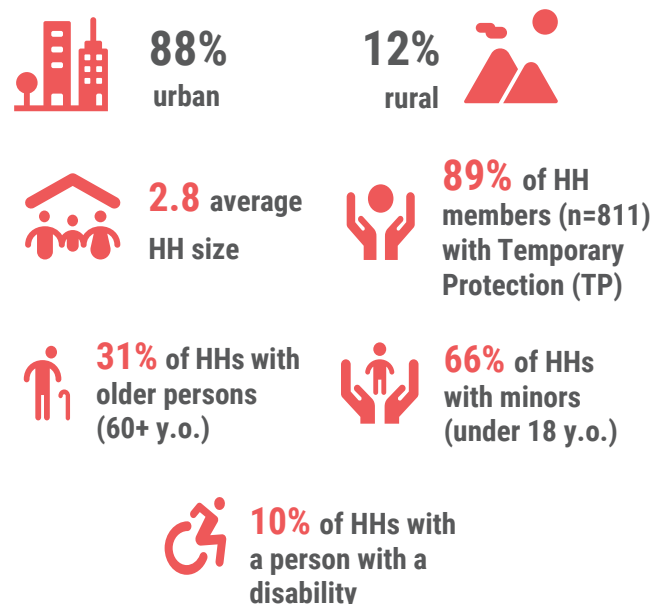 88%
urban
12%
rural
2.8 average
HH size
89% of HH
members (n=811)
with Temporary
Protection (TP)
31% of HHs with
older persons
(60+ y.o.)
66% of HHs
with minors
(under 18 y.o.)
10% of HHs with
a person with a
disability